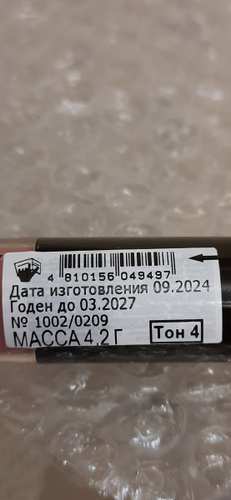 4 810156 049497
Дата изготовления 09.2024
Годен до 03.2027
№ 1002/0209
МАССА 4,2 Г
Тон 4